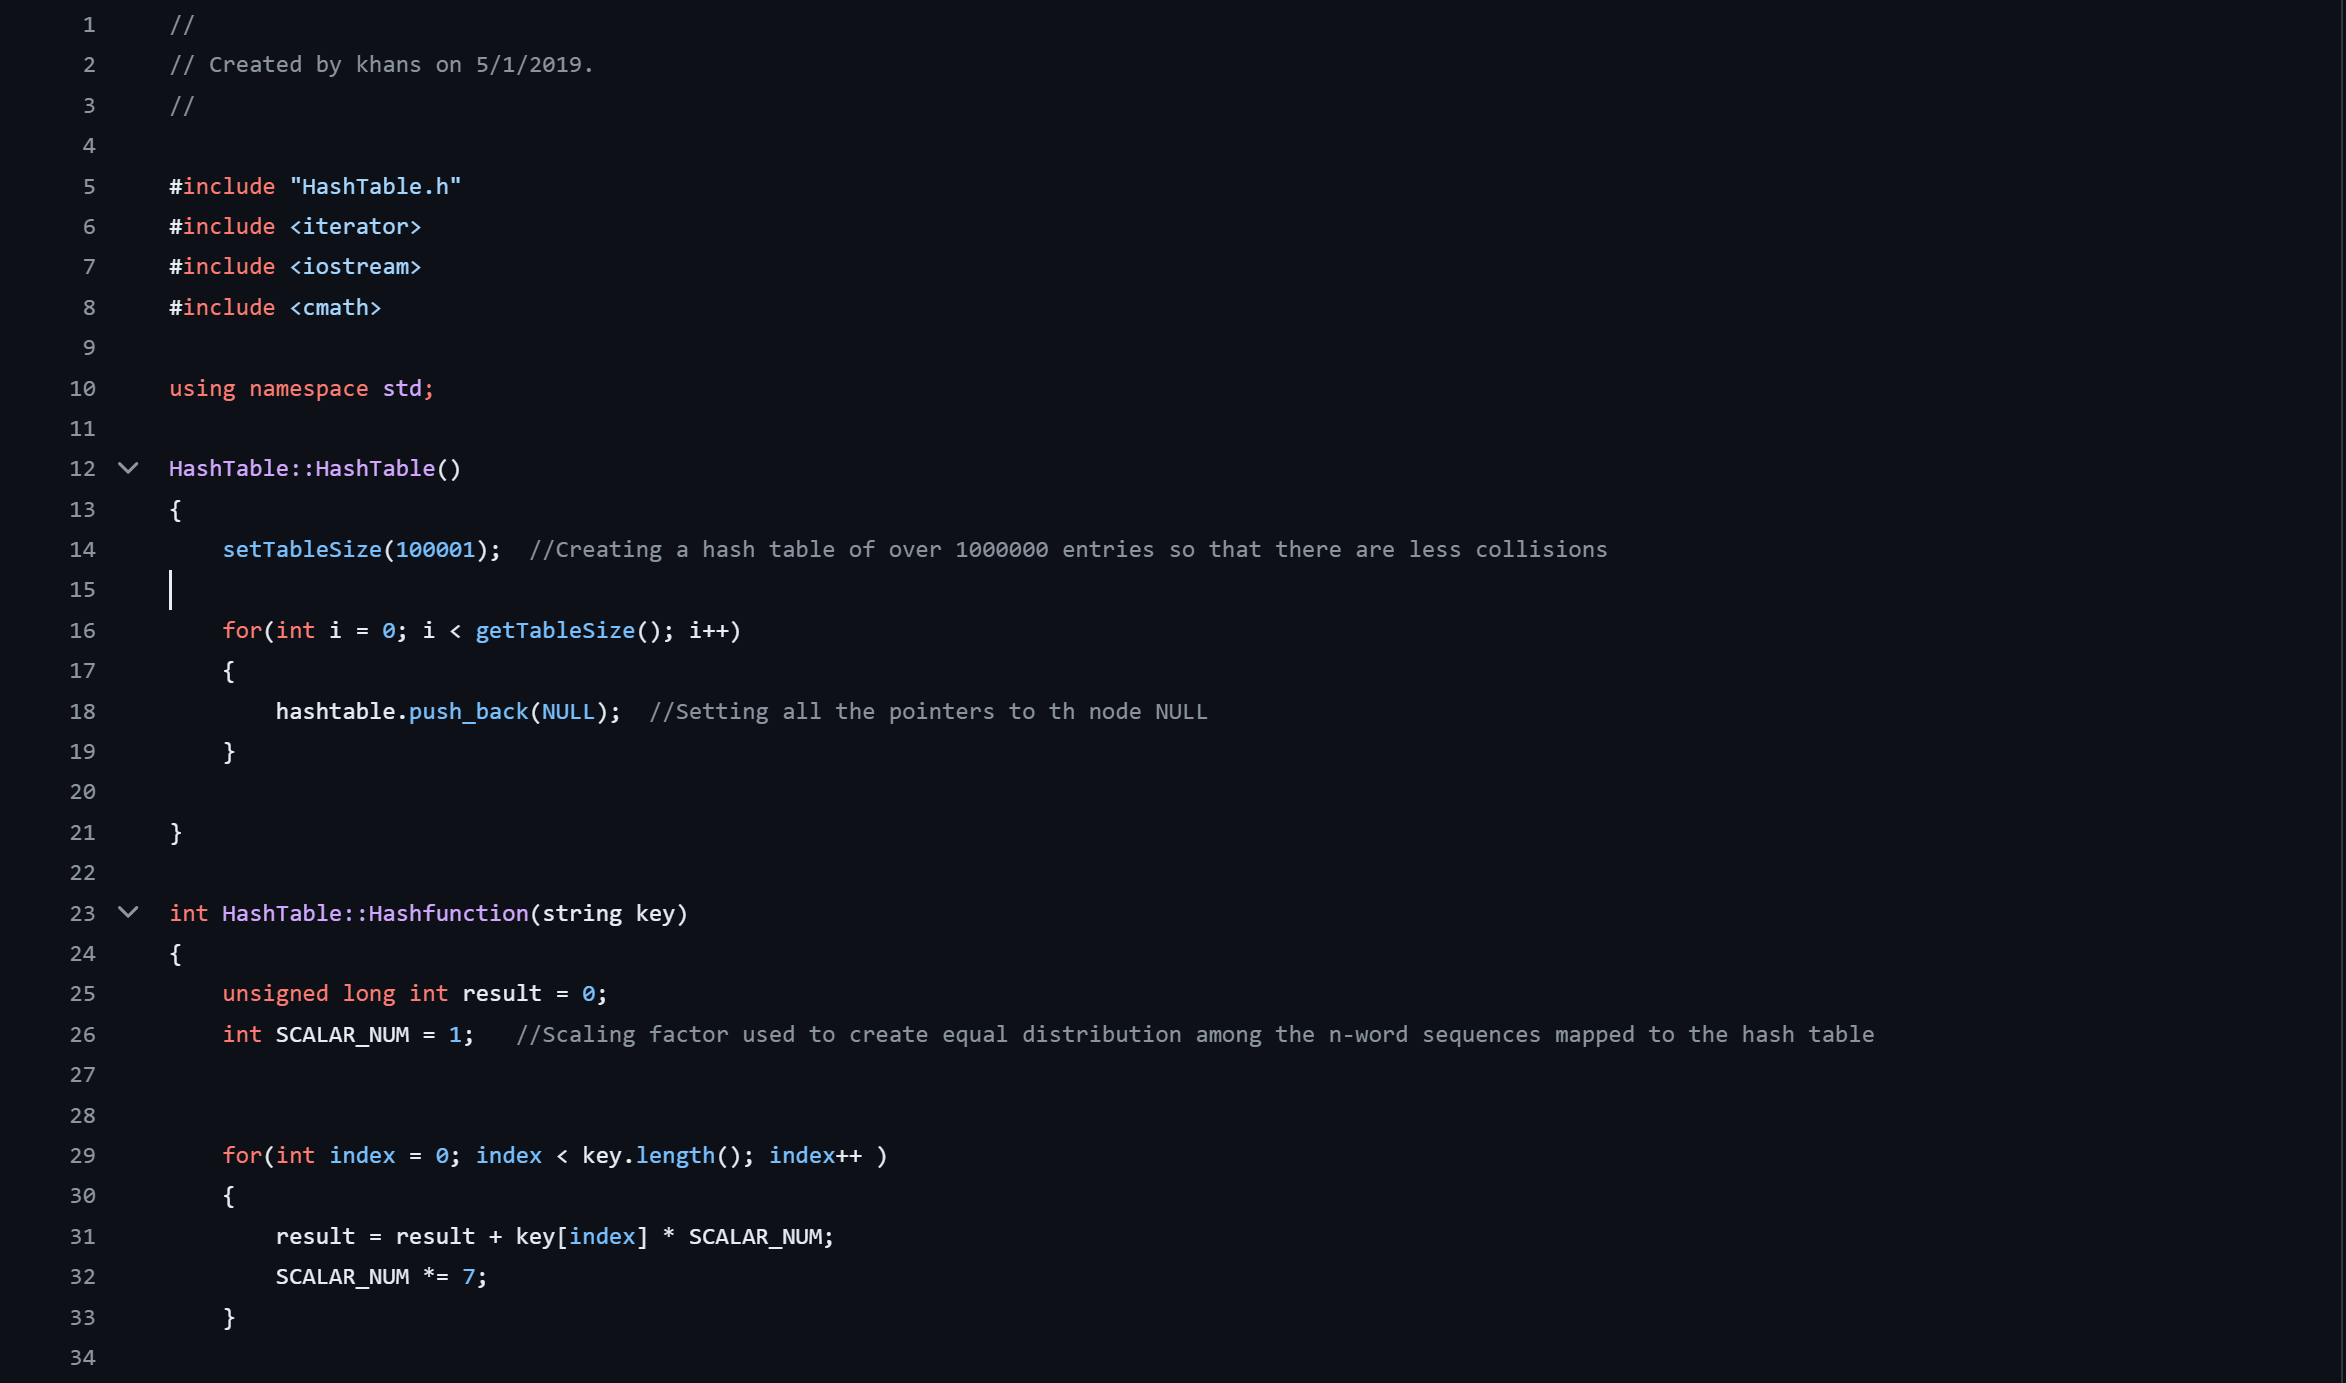 1 //
2 // Created by khans on 5/1/2019.
3 //
4
5 #include "HashTable.h"
6 #include <iterator>
7 #include <iostream>
8 #include <cmath>
9
10 using namespace std;
11
12 HashTable::HashTable()
13 {
14     setTableSize(100001);  //Creating a hash table of over 1000000 entries so that there are less collisions
15
16     for(int i = 0; i < getTableSize(); i++)
17     {
18         hashtable.push_back(NULL);  //Setting all the pointers to th node NULL
19     }
20
21 }
22
23 int HashTable::Hashfunction(string key)
24 {
25     unsigned long int result = 0;
26     int SCALAR_NUM = 1;   //Scaling factor used to create equal distribution among the n-word sequences mapped to the hash table
27
28
29     for(int index = 0; index < key.length(); index++ )
30     {
31         result = result + key[index] * SCALAR_NUM;
32         SCALAR_NUM *= 7;
33     }
34